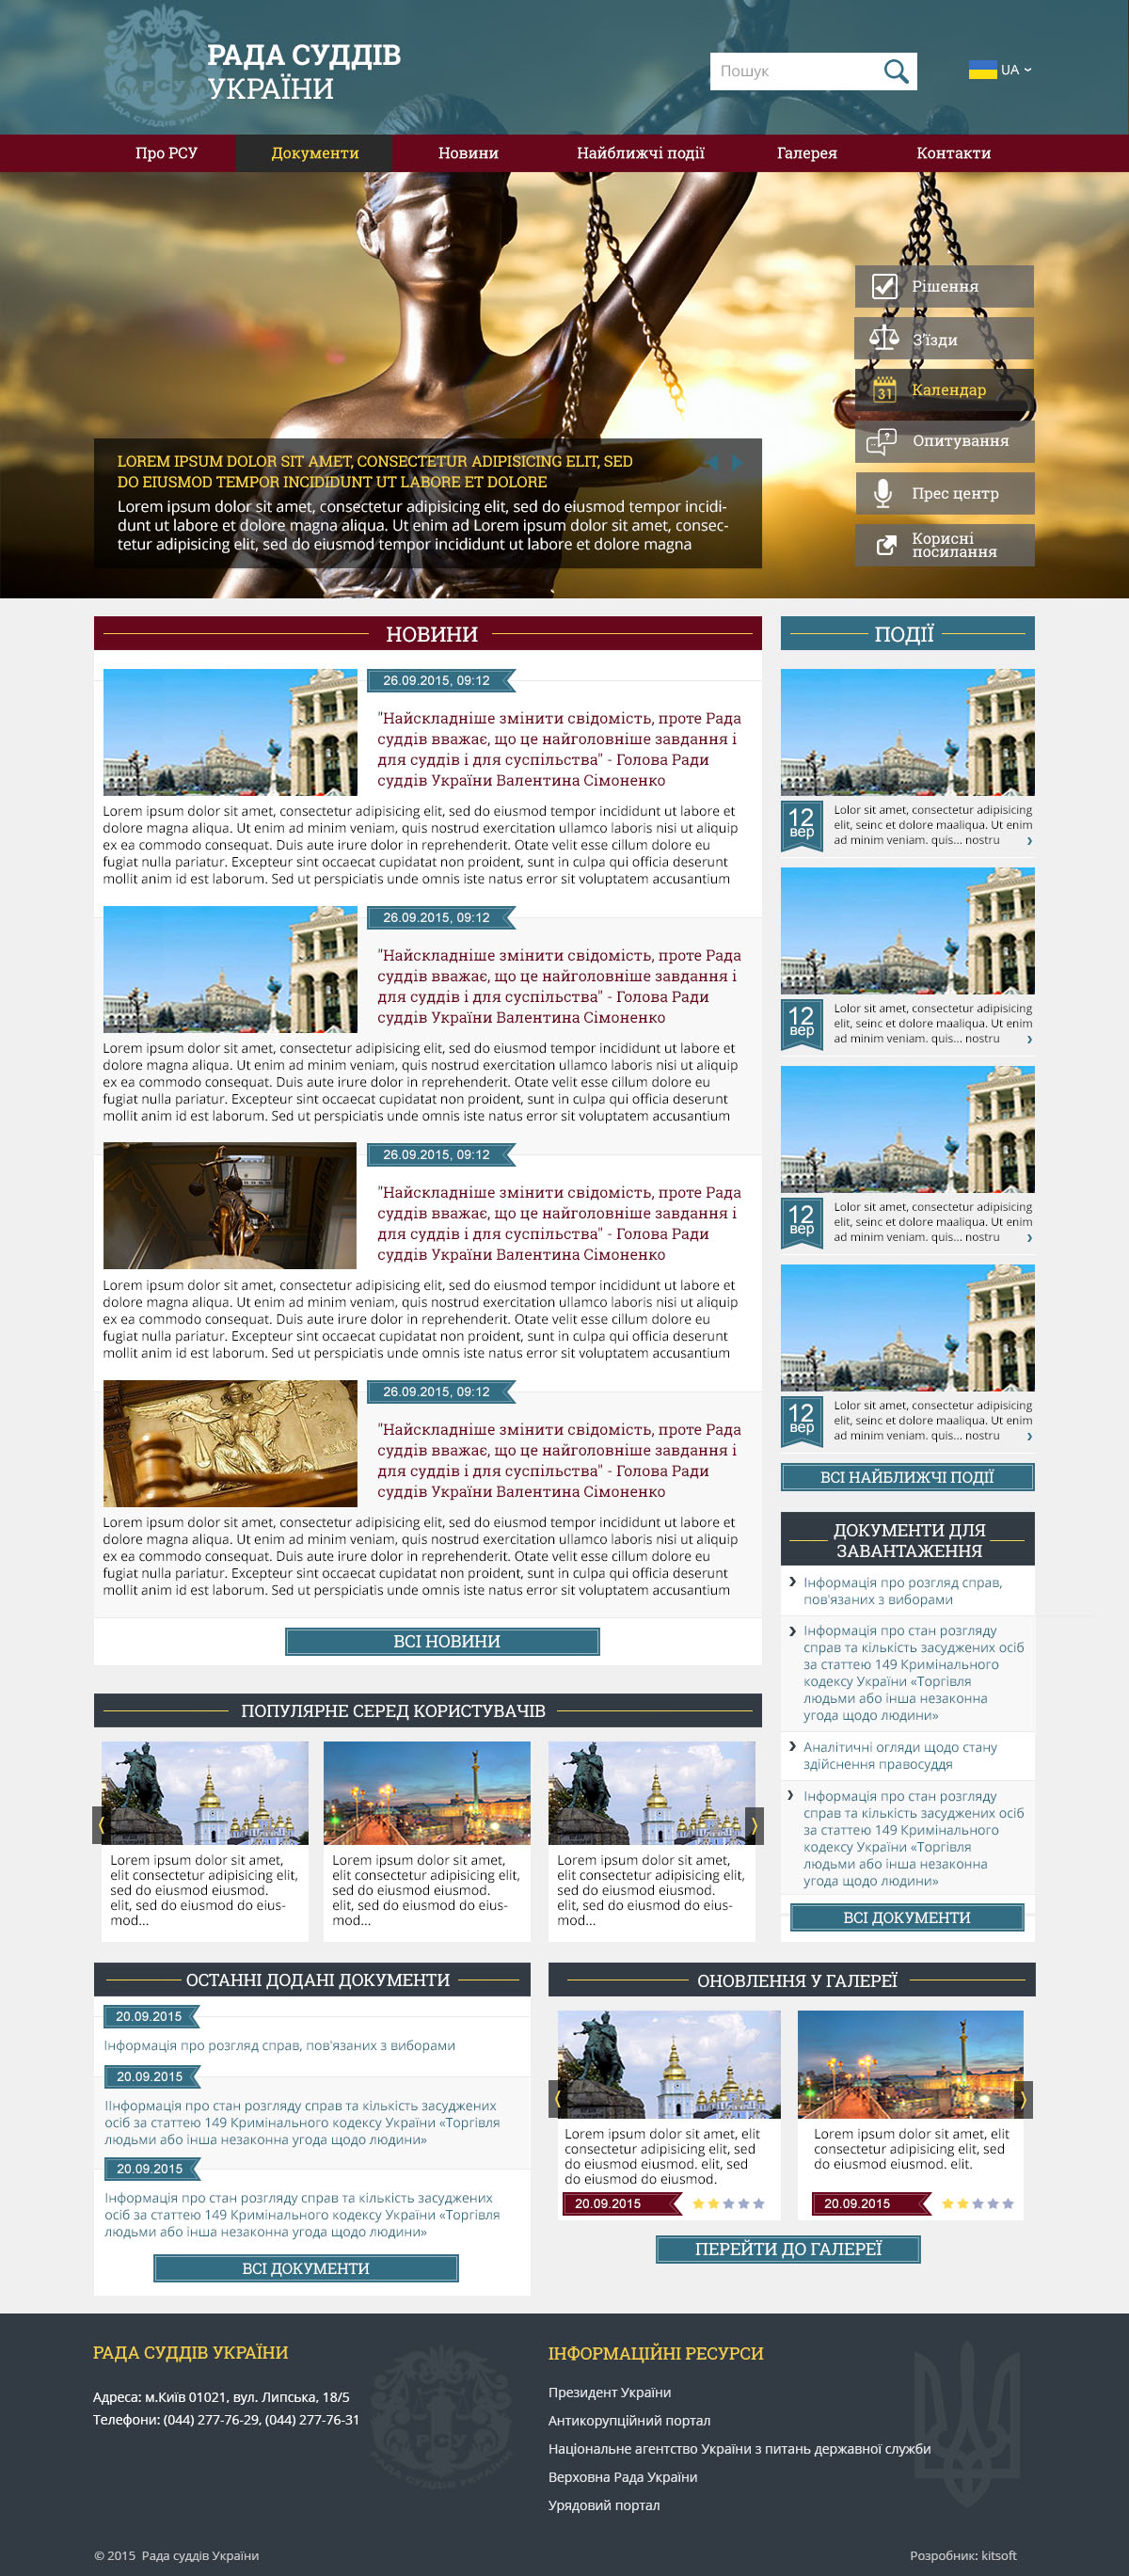 РАДА СУДДІВ
УКРАЇНИ
Пошук
UA
Про РСУ
Документи
Новини
Найближчі події
Галерея
Контакти
Рішення
З'їзди
31
Календар
?
Опитування
Прес центр
Корисні
посилання
LOREM IPSUM DOLOR SIT AMET, CONSECTETUR ADIPISICING ELIT, SED
DO EIUSMOD TEMPOR INCIDIDUNT UT LABORE ET DOLORE
Lorem ipsum dolor sit amet, consectetur adipisicing elit, sed do eiusmod tempor incidi-
dunt ut labore et dolore magna aliqua. Ut enim ad Lorem ipsum dolor sit amet, consec-
tetur adipisicing elit, sed do eiusmod tempor incididunt ut labore et dolore magna
НОВИНИ
26.09.2015, 09:12
"Найскладніше змінити свідомість, проте Рада
суддів вважає, що це найголовніше завдання і
для суддів і для суспільства" - Голова Ради
суддів України Валентина Сімоненко
Lorem ipsum dolor sit amet, consectetur adipisicing elit, sed do eiusmod tempor incididunt ut labore et
dolore magna aliqua. Ut enim ad minim veniam, quis nostrud exercitation ullamco laboris nisi ut aliquip
ex ea commodo consequat. Duis aute irure dolor in reprehenderit. Otate velit esse cillum dolore eu
fugiat nulla pariatur. Excepteur sint occaecat cupidatat non proident, sunt in culpa qui officia deserunt
mollit anim id est laborum. Sed ut perspiciatis unde omnis iste natus error sit voluptatem accusantium
26.09.2015, 09:12
"Найскладніше змінити свідомість, проте Рада
суддів вважає, що це найголовніше завдання і
для суддів і для суспільства" - Голова Ради
суддів України Валентина Сімоненко
Lorem ipsum dolor sit amet, consectetur adipisicing elit, sed do eiusmod tempor incididunt ut labore et
dolore magna aliqua. Ut enim ad minim veniam, quis nostrud exercitation ullamco laboris nisi ut aliquip
ex ea commodo consequat. Duis aute irure dolor in reprehenderit. Otate velit esse cillum dolore eu
fugiat nulla pariatur. Excepteur sint occaecat cupidatat non proident, sunt in culpa qui officia deserunt
mollit anim id est laborum. Sed ut perspiciatis unde omnis iste natus error sit voluptatem accusantium
26.09.2015, 09:12
"Найскладніше змінити свідомість, проте Рада
суддів вважає, що це найголовніше завдання і
для суддів і для суспільства" - Голова Ради
суддів України Валентина Сімоненко
Lorem ipsum dolor sit amet, consectetur adipisicing elit, sed do eiusmod tempor incididunt ut labore et
dolore magna aliqua. Ut enim ad minim veniam, quis nostrud exercitation ullamco laboris nisi ut aliquip
ex ea commodo consequat. Duis aute irure dolor in reprehenderit. Otate velit esse cillum dolore eu
fugiat nulla pariatur. Excepteur sint occaecat cupidatat non proident, sunt in culpa qui officia deserunt
mollit anim id est laborum. Sed ut perspiciatis unde omnis iste natus error sit voluptatem accusantium
26.09.2015, 09:12
"Найскладніше змінити свідомість, проте Рада
суддів вважає, що це найголовніше завдання і
для суддів і для суспільства" - Голова Ради
суддів України Валентина Сімоненко
Lorem ipsum dolor sit amet, consectetur adipisicing elit, sed do eiusmod tempor incididunt ut labore et
dolore magna aliqua. Ut enim ad minim veniam, quis nostrud exercitation ullamco laboris nisi ut aliquip
ex ea commodo consequat. Duis aute irure dolor in reprehenderit. Otate velit esse cillum dolore eu
fugiat nulla pariatur. Excepteur sint occaecat cupidatat non proident, sunt in culpa qui officia deserunt
mollit anim id est laborum. Sed ut perspiciatis unde omnis iste natus error sit voluptatem accusantium
ВСІ НОВИНИ
ПОДІЇ
12
вер
Lolor sit amet, consectetur adipisicing
elit, seinc et dolore maaliqua. Ut enim
ad minim veniam. quis... nostru
12
вер
Lolor sit amet, consectetur adipisicing
elit, seinc et dolore maaliqua. Ut enim
ad minim veniam. quis... nostru
12
вер
Lolor sit amet, consectetur adipisicing
elit, seinc et dolore maaliqua. Ut enim
ad minim veniam. quis... nostru
12
вер
Lolor sit amet, consectetur adipisicing
elit, seinc et dolore maaliqua. Ut enim
ad minim veniam. quis... nostru
ВСІ НАЙБЛИЖЧІ ПОДІЇ
ДОКУМЕНТИ ДЛЯ
ЗАВАНТАЖЕННЯ
Інформація про розгляд справ,
пов'язаних з виборами
Інформація про стан розгляду
справ та кількість засуджених осіб
за статтею 149 Кримінального
кодексу України «Торгівля
людьми або інша незаконна
угода щодо людини»
Аналітичні огляди щодо стану
здійснення правосуддя
Інформація про стан розгляду
справ та кількість засуджених осіб
за статтею 149 Кримінального
кодексу України «Торгівля
людьми або інша незаконна
угода щодо людини»
ВСІ ДОКУМЕНТИ
ПОПУЛЯРНЕ СЕРЕД КОРИСТУВАЧІВ
Lorem ipsum dolor sit amet,
elit consectetur adipisicing elit,
sed do eiusmod eiusmod.
elit, sed do eiusmod do eius-
mod...
Lorem ipsum dolor sit amet,
elit consectetur adipisicing elit,
sed do eiusmod eiusmod.
elit, sed do eiusmod do eius-
mod...
Lorem ipsum dolor sit amet,
elit consectetur adipisicing elit,
sed do eiusmod eiusmod.
elit, sed do eiusmod do eius-
mod...
ОСТАННІ ДОДАНІ ДОКУМЕНТИ
20.09.2015
Інформація про розгляд справ, пов'язаних з виборами
20.09.2015
ІІнформація про стан розгляду справ та кількість засуджених
осіб за статтею 149 Кримінального кодексу України «Торгівля
людьми або інша незаконна угода щодо людини»
20.09.2015
Інформація про стан розгляду справ та кількість засуджених
осіб за статтею 149 Кримінального кодексу України «Торгівля
людьми або інша незаконна угода щодо людини»
ВСІ ДОКУМЕНТИ
ОНОВЛЕННЯ У ГАЛЕРЕЇ
Lorem ipsum dolor sit amet, elit
consectetur adipisicing elit, sed
do eiusmod eiusmod. elit, sed
do eiusmod do eiusmod.
20.09.2015
Lorem ipsum dolor sit amet, elit
consectetur adipisicing elit, sed
do eiusmod eiusmod. elit.
20.09.2015
ПЕРЕЙТИ ДО ГАЛЕРЕЇ
РАДА СУДДІВ УКРАЇНИ
Адреса: м.Київ 01021, вул. Липська, 18/5
Телефони: (044) 277-76-29, (044) 277-76-31
РСУ
РАДА СУДДІВ УКРАЇНИ
ІНФОРМАЦІЙНІ РЕСУРСИ
Президент України
Антикорупційний портал
Національне агентство України з питань державної служби
Верховна Рада України
Урядовий портал
© 2015 Рада суддів України
Розробник: kitsoft